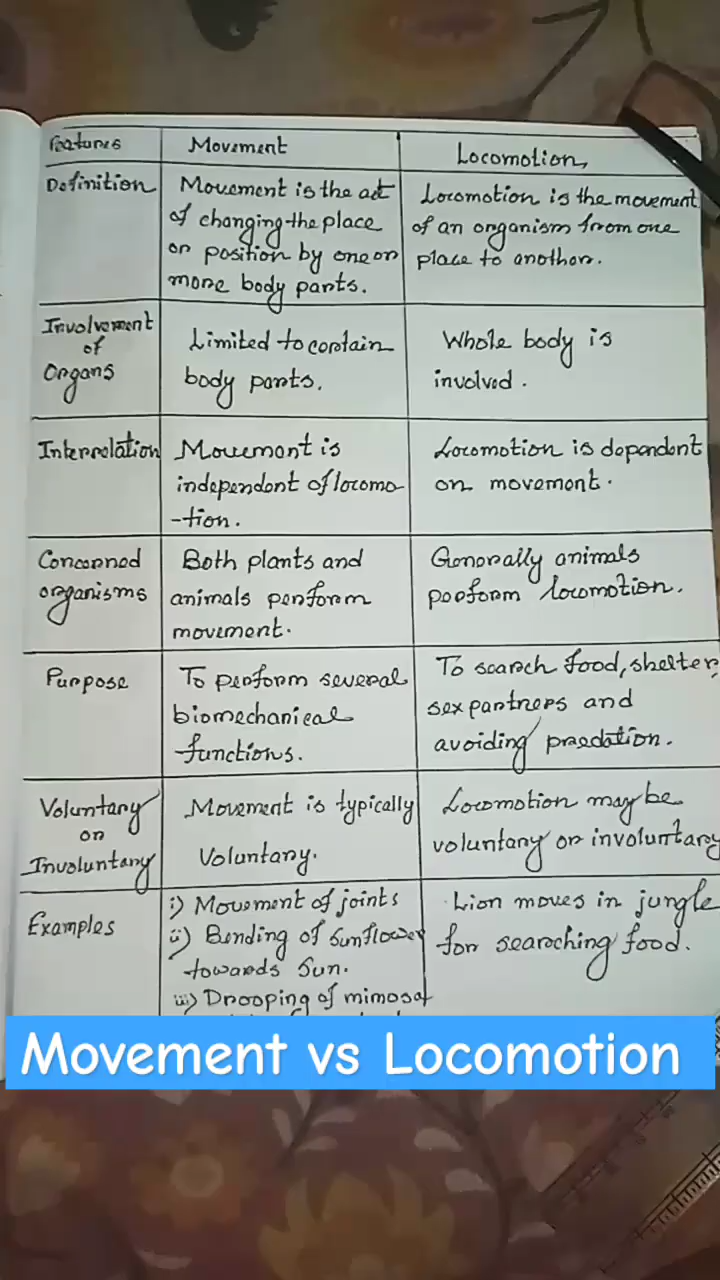 Features
Movement
Locomotion,
Definition
Movement is the act
of changing the place
or position by one or
more body parts.
Locomotion is the movement
of an organism from one
place to another.
Involvement
of
Organs
Limited to certain
body parts.
Whole body is
involved.
Interrelation
Movement is
independent of locomo
-tion.
Locomotion is dependent
on movement.
Concerned
organisms
Both plants and
animals perform
movement.
Generally animals
perform locomotion.
Purpose
To perform several
biomechanical
functions.
To search food, shelter,
sex partners and
avoiding praedation.
Voluntary
or
Involuntary
Movement is typically
Voluntary.
Locomotion may be
voluntary or involuntary
Examples
i) Movement of joints
ii) Bending of sunflower
towards Sun.
iii) Drooping of mimosa
Lion moves in jungle
for searching food.
Movement vs Locomotion